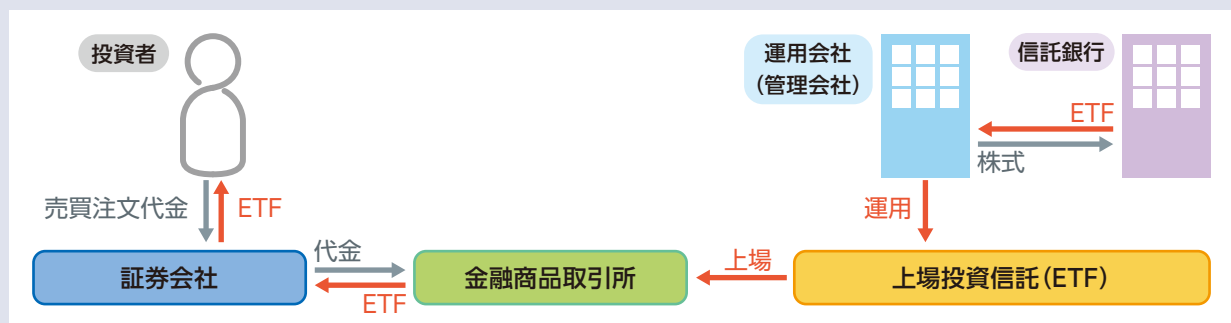 投資者
運用会社
（管理会社）
信託銀行
ETF
株式
売買注文代金
ETF
運用
証券会社
代金
ETF
金融商品取引所
上場
上場投資信託（ETF）